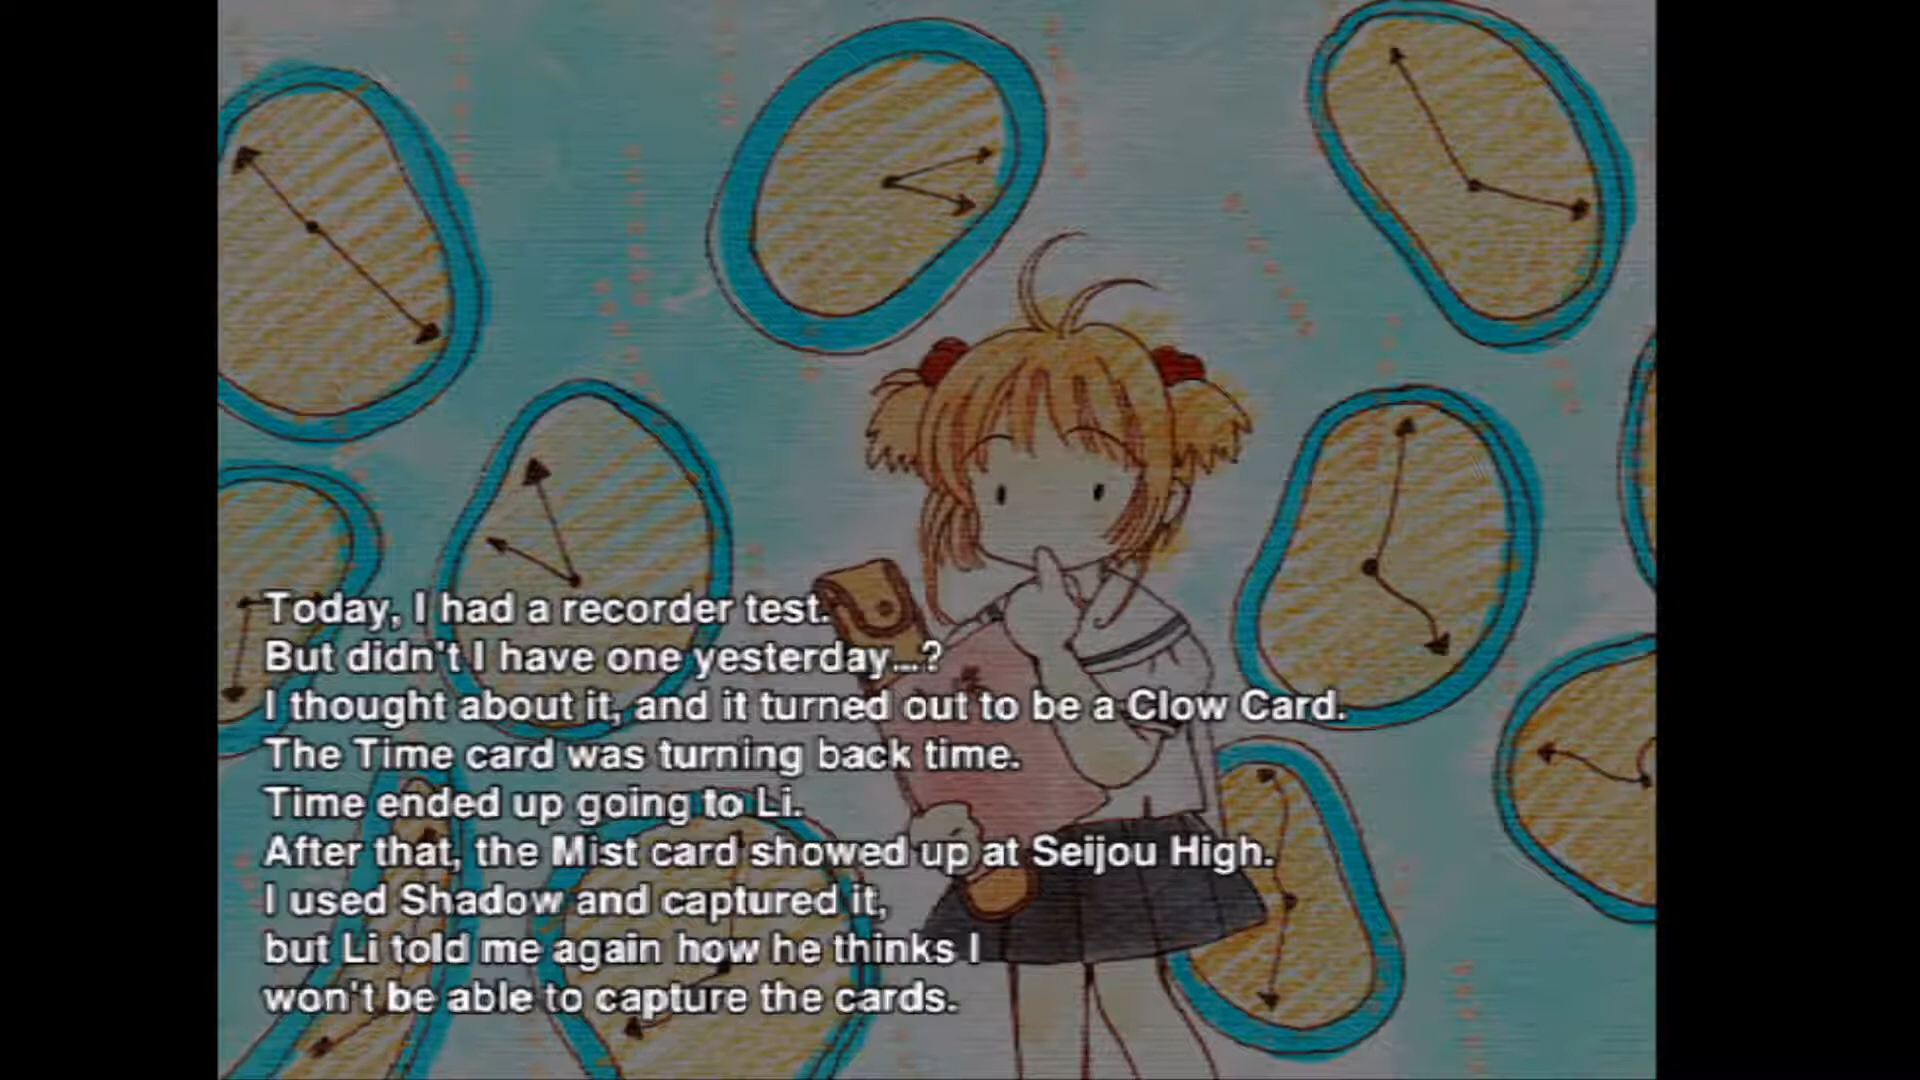 Today, I had a recorder test.
But didn't I have one yesterday...?
I thought about it, and it turned out to be a Clow Card.
The Time card was turning back time.
Time ended up going to Li.
After that, the Mist card showed up at Seijou High.
I used Shadow and captured it,
but Li told me again how he thinks I
won't be able to capture the cards.